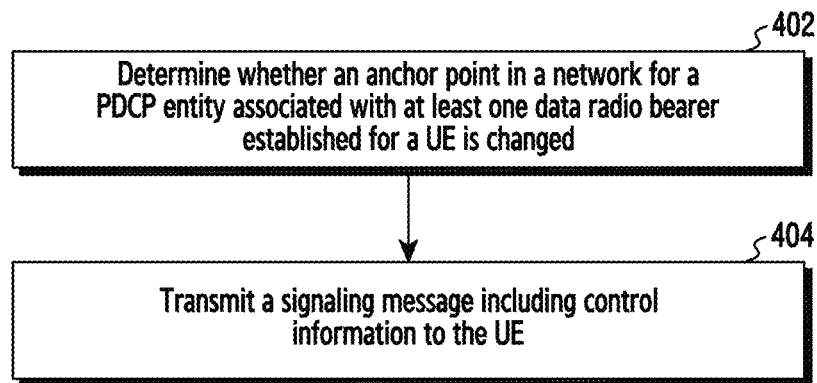 402
Determine whether an anchor point in a network for a
PDCP entity associated with at least one data radio bearer
established for a UE is changed
404
Transmit a signaling message including control
information to the UE